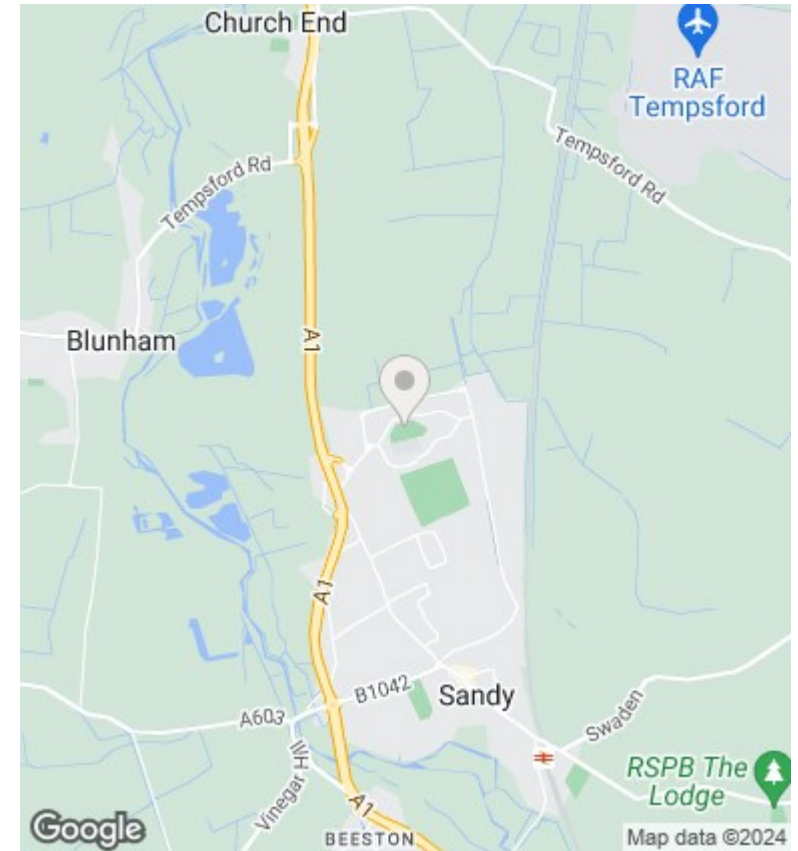 Church End
RAF
Tempsford
Tempsford Rd
Tempsford Rd
Blunham
A1
A1
Sandy
B1042
A603
Swaden
Vinegar Hill
RSPB The
Lodge
A1
BEESTON
Google
Map data ©2024